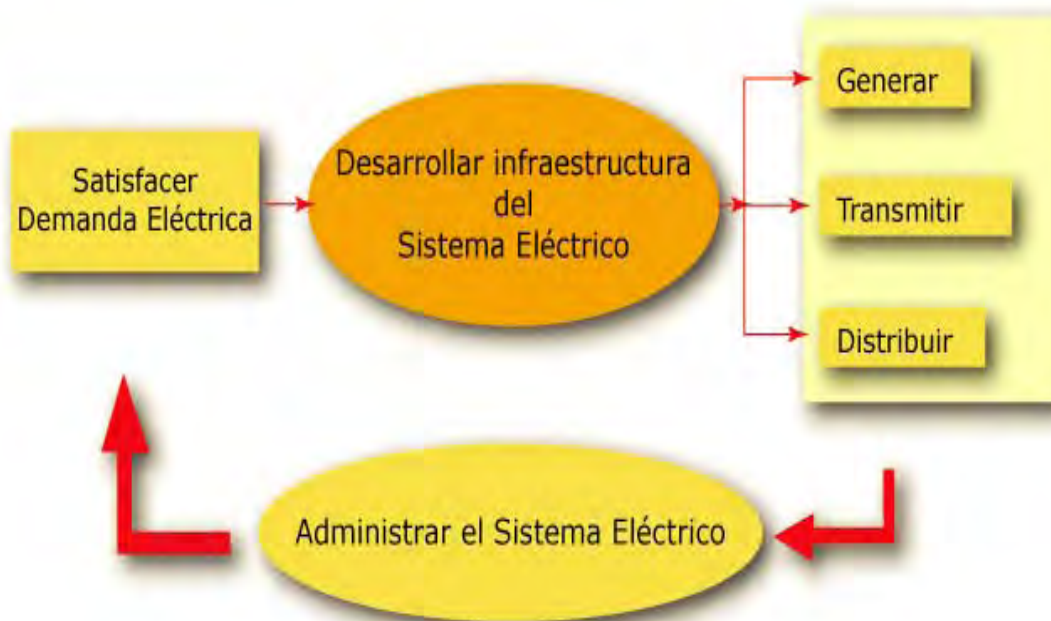 Satisfacer
Demanda Eléctrica
Desarrollar infraestructura
del
Sistema Eléctrico
Generar
Transmitir
Distribuir
Administrar el Sistema Eléctrico